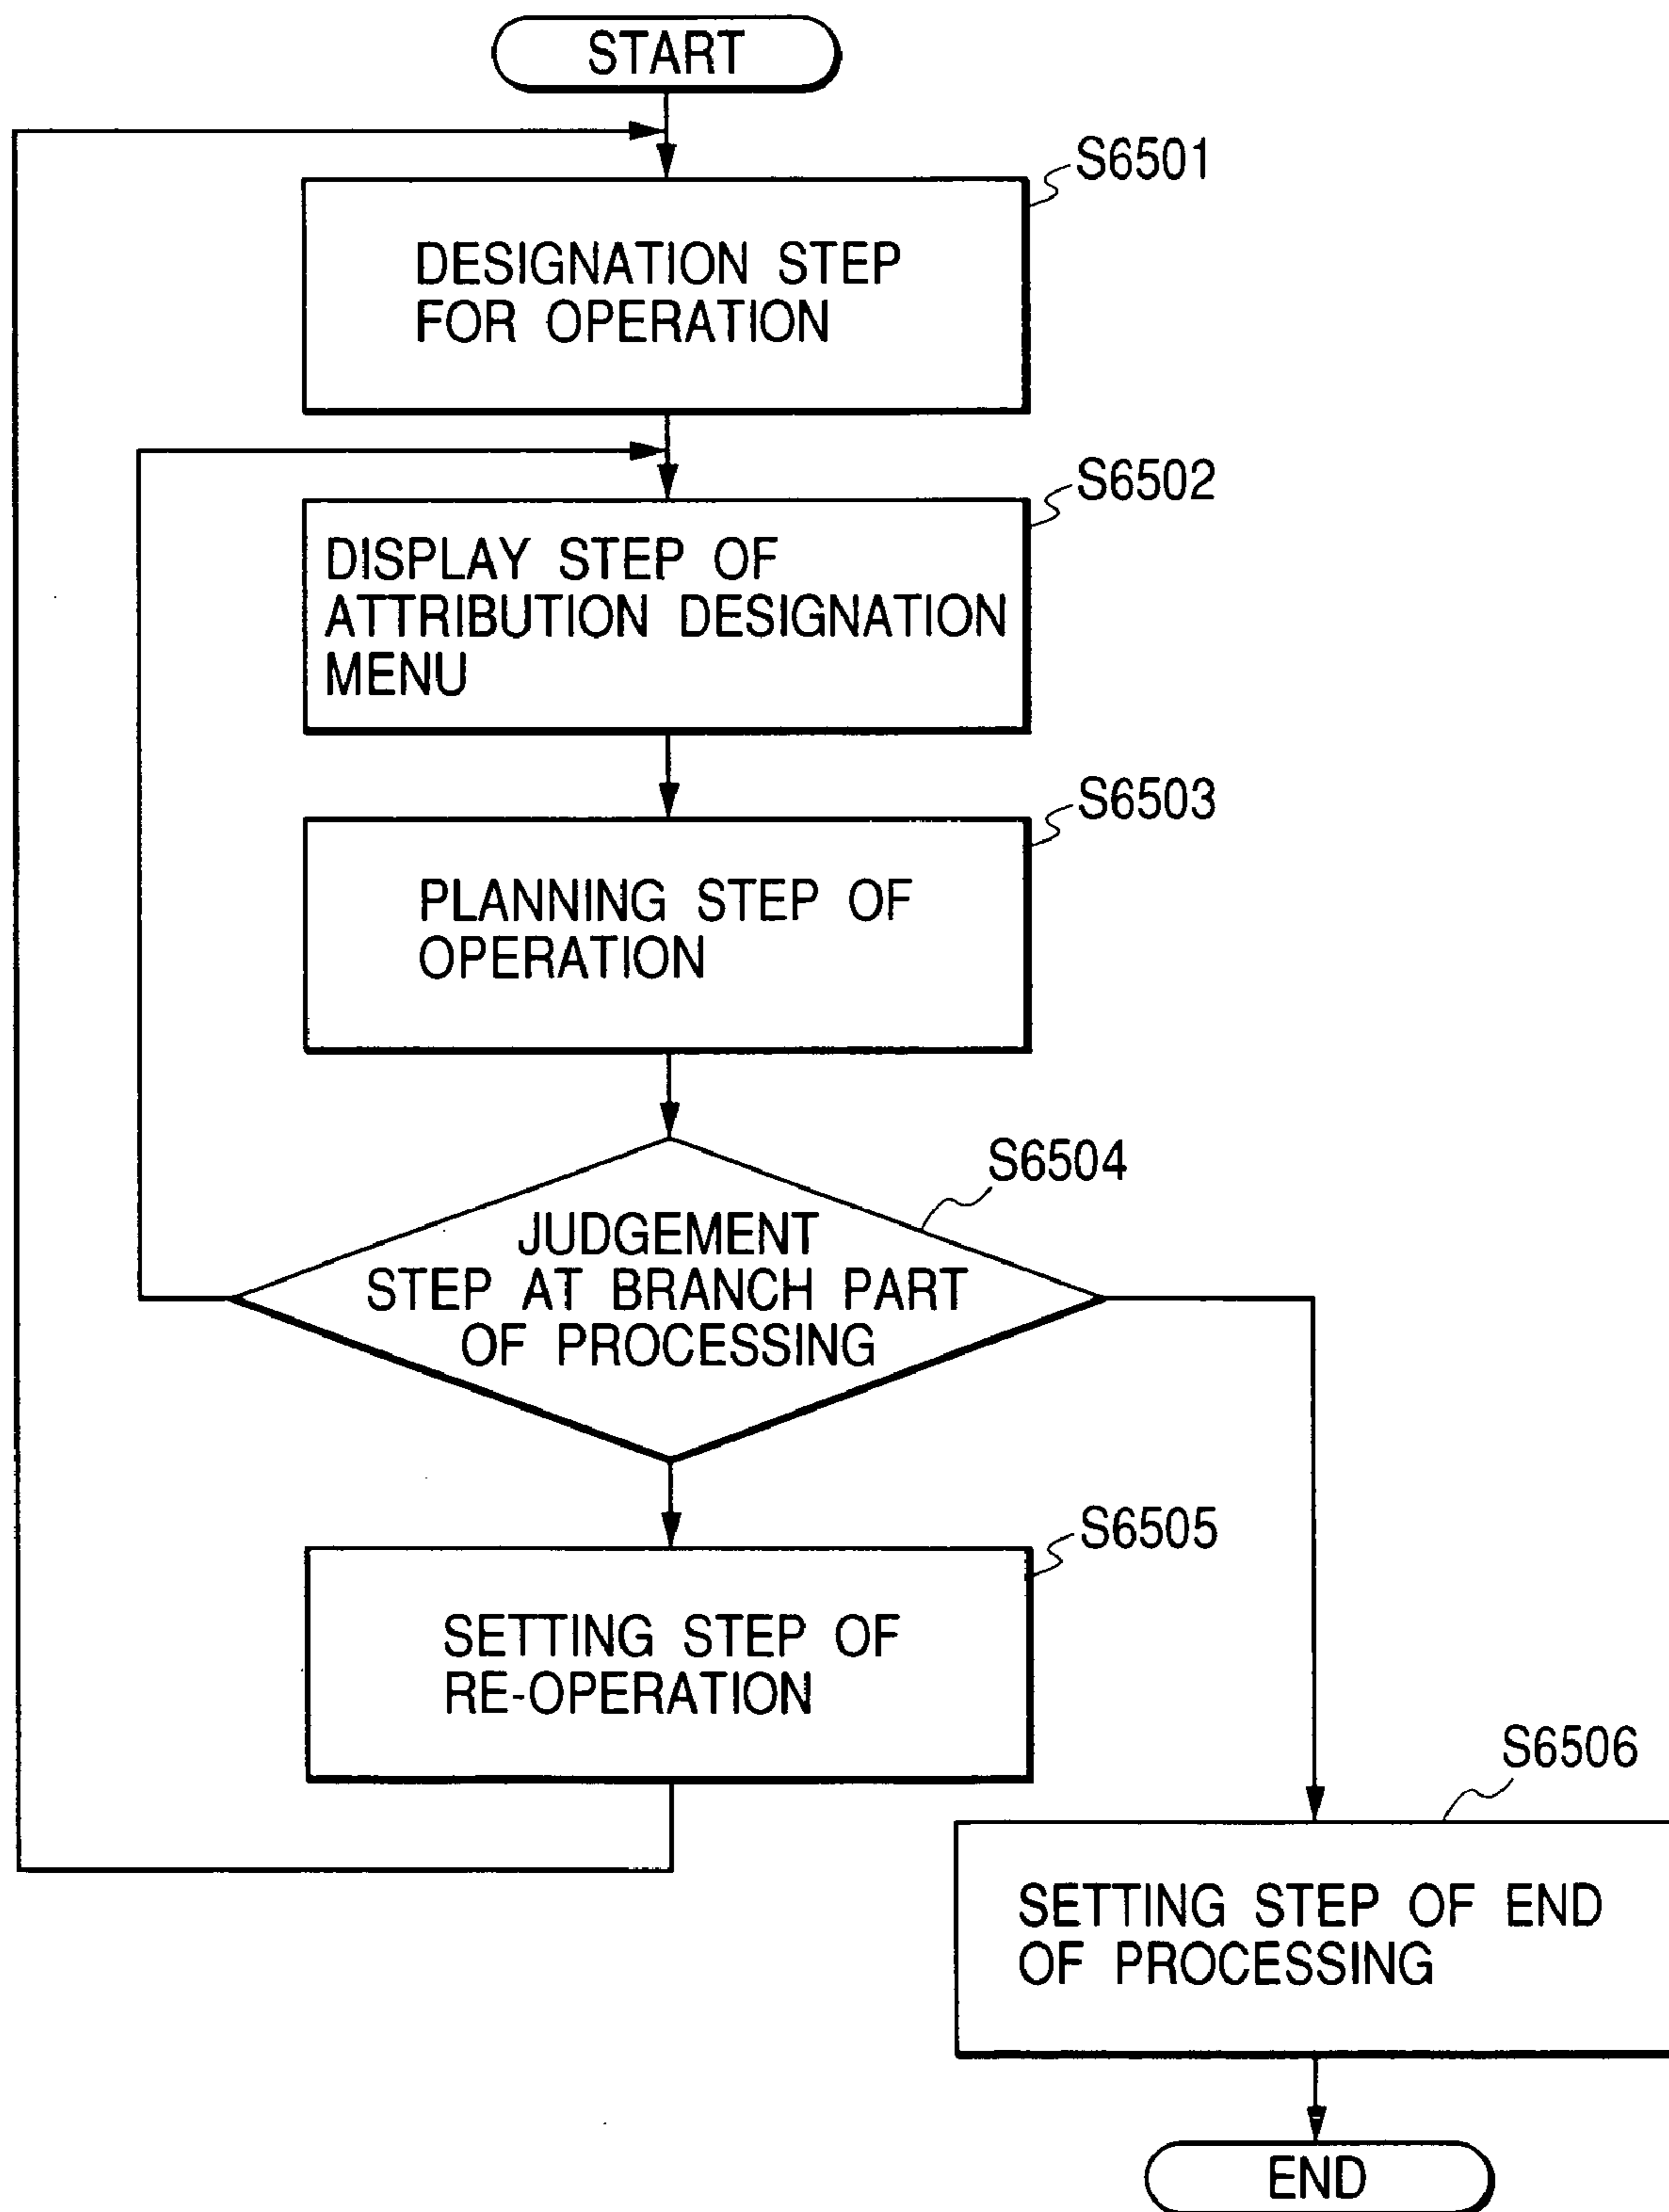 START
S6501
DESIGNATION STEP
FOR OPERATION
S6502
DISPLAY STEP OF
ATTRIBUTION DESIGNATION
MENU
S6503
PLANNING STEP OF
OPERATION
S6504
JUDGEMENT
STEP AT BRANCH PART
OF PROCESSING
S6505
SETTING STEP OF
RE-OPERATION
S6506
SETTING STEP OF END
OF PROCESSING
END